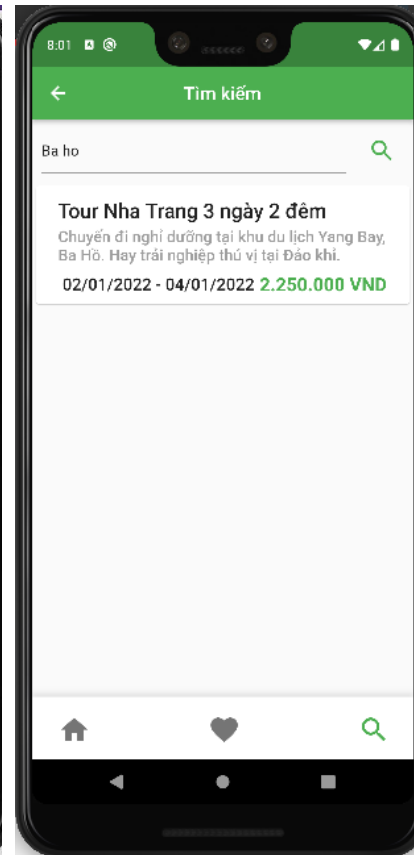 8:01
Tìm kiếm
Ba ho
Tour Nha Trang 3 ngày 2 đêm
Chuyến đi nghỉ dưỡng tại khu du lịch Yang Bay,
Ba Hồ. Hay trải nghiệp thú vị tại Đảo khỉ.
02/01/2022 - 04/01/2022 2.250.000 VND